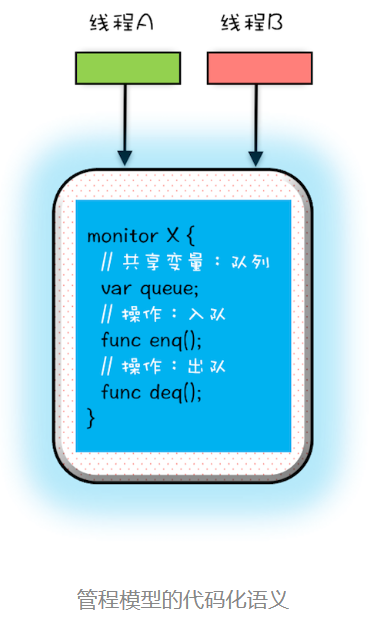 线程A 线程B
monitor X {
// 共享变量：队列
var queue;
// 操作：入队
func enq();
// 操作：出队
func deq();
}
管程模型的代码化语义